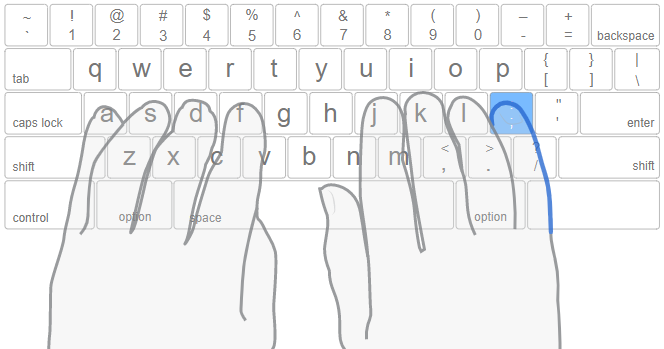 ~ ! @ # $ % ^ & * ( ) – +
` 1 2 3 4 5 6 7 8 9 0 - = backspace
tab q w e r t y u i o p { [ } ] | \
caps lock a s d f g h j k l : ; " ' enter
shift z x c v b n m < , > . ? / shift
control option space option